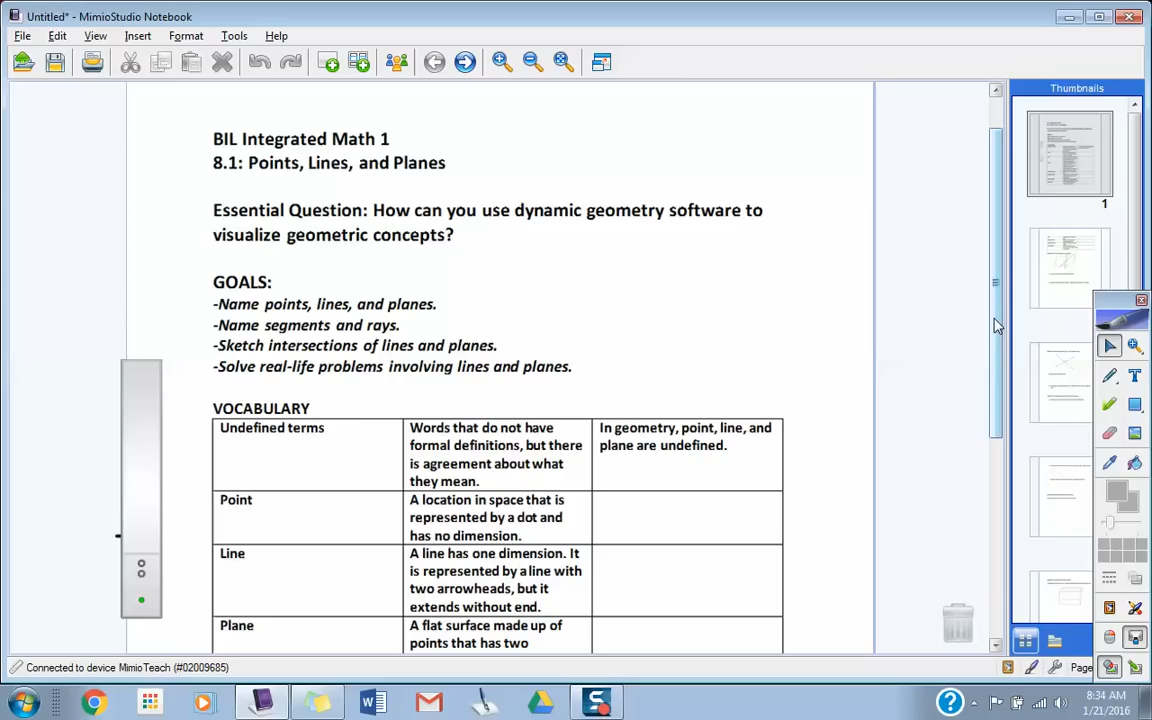 Untitled* - MimioStudio Notebook
File Edit View Insert Format Tools Help
Thumbnails
BIL Integrated Math 1
8.1: Points, Lines, and Planes
Essential Question: How can you use dynamic geometry software to
visualize geometric concepts?
GOALS:
-Name points, lines, and planes.
-Name segments and rays.
-Sketch intersections of lines and planes.
-Solve real-life problems involving lines and planes.
VOCABULARY
Undefined terms
Words that do not have
formal definitions, but there
is agreement about what
they mean.
In geometry, point, line, and
plane are undefined.
Point
A location in space that is
represented by a dot and
has no dimension.
Line
A line has one dimension. It
is represented by a line with
two arrowheads, but it
extends without end.
Plane
A flat surface made up of
points that has two
1
T
Connected to device MimioTeach (#02009685)
Page
W
S
?
8:34 AM
1/21/2016